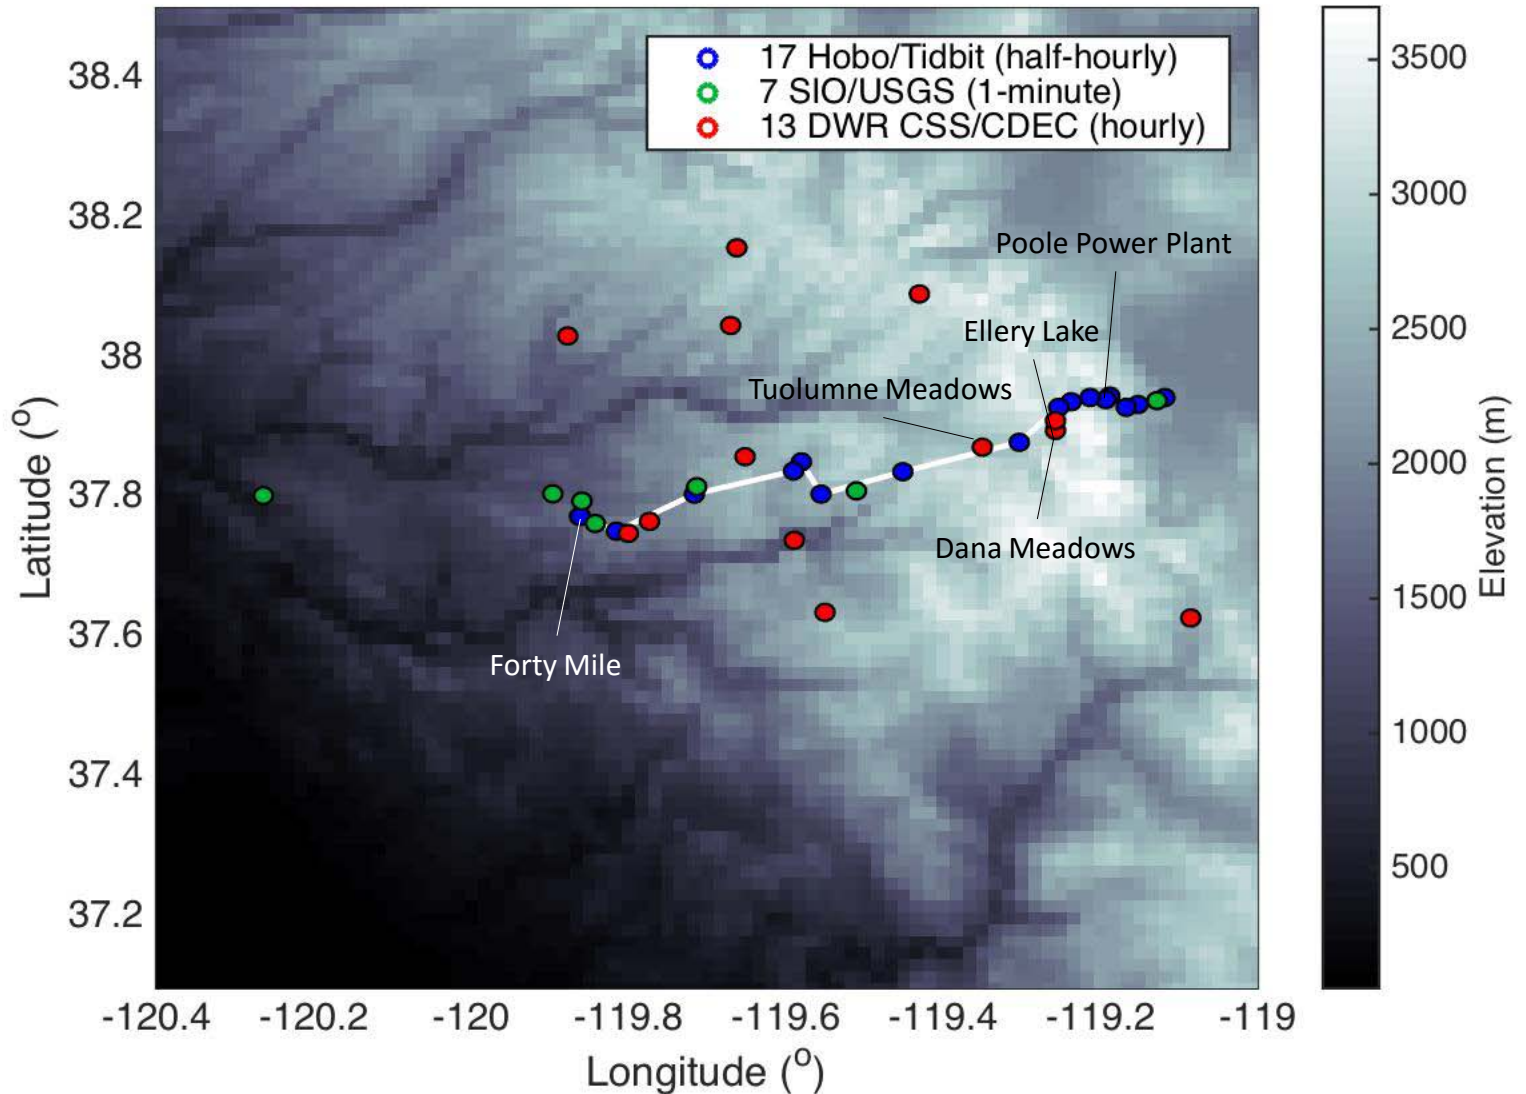 17 Hobo/Tidbit (half-hourly)
7 SIO/USGS (1-minute)
13 DWR CSS/CDEC (hourly)
Poole Power Plant
Ellery Lake
Tuolumne Meadows
Dana Meadows
Forty Mile
38.4
38.2
38
37.8
37.6
37.4
37.2
Latitude (º)
-120.4 -120.2 -120 -119.8 -119.6 -119.4 -119.2 -119
Longitude (º)
3500
3000
2500
2000
1500
1000
500
Elevation (m)